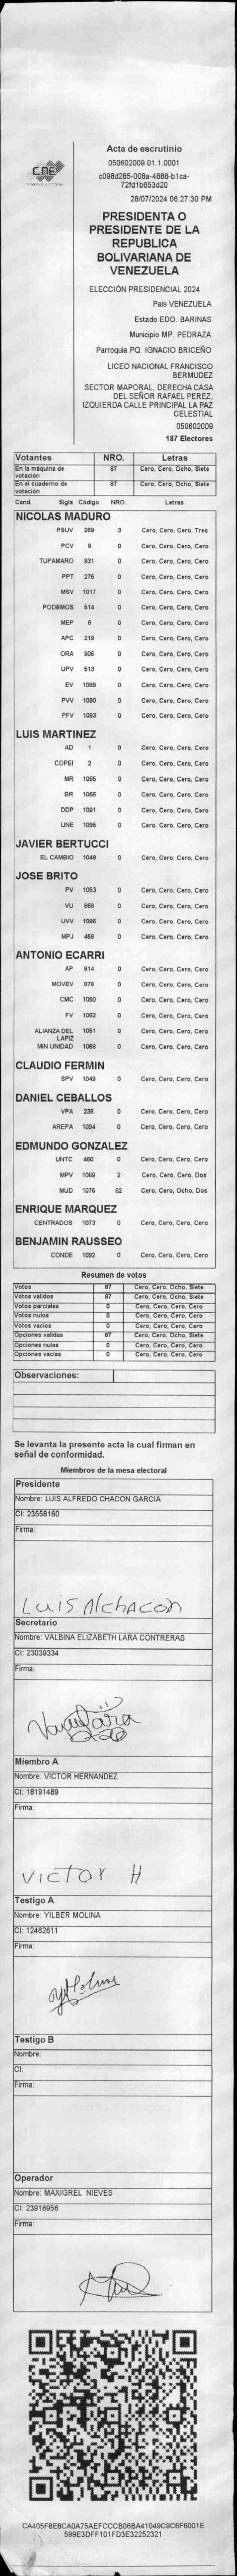 CNE
Acta de escrutinio
050602009.01.1.0001
c098d285-008a-4888-b1ca-
72fd1b653d20
28/07/2024 06:27:30 PM
PRESIDENTA O
PRESIDENTE DE LA
REPUBLICA
BOLIVARIANA DE
VENEZUELA
ELECCIÓN PRESIDENCIAL 2024
Pais VENEZUELA
Estado EDO. BARINAS
Municipio MP. PEDRAZA
Parroquia PQ. IGNACIO BRICEÑO
LICEO NACIONAL FRANCISCO
BERMUDEZ
SECTOR MAPORAL, DERECHA CASA
DEL SEÑOR RAFAEL PEREZ,
IZQUIERDA CALLE PRINCIPAL LA PAZ
CELESTIAL
050602009
187 Electores
Votantes NRO. Letras
En la máquina de votación 87 Cero, Cero, Ocho, Siete
En el cuaderno de votación 87 Cero, Cero, Ocho, Siete
Cand. Sigla Código NRO. Letras
NICOLAS MADURO
PSUV 269 3 Cero, Cero, Cero, Tres
PCV 9 0 Cero, Cero, Cero, Cero
TUPAMARO 931 0 Cero, Cero, Cero, Cero
PPT 276 0 Cero, Cero, Cero, Cero
MSV 1017 0 Cero, Cero, Cero, Cero
PODEMOS 514 0 Cero, Cero, Cero, Cero
MEP 6 0 Cero, Cero, Cero, Cero
APC 219 0 Cero, Cero, Cero, Cero
ORA 906 0 Cero, Cero, Cero, Cero
UPV 513 0 Cero, Cero, Cero, Cero
EV 1089 0 Cero, Cero, Cero, Cero
PVV 1090 0 Cero, Cero, Cero, Cero
PFV 1093 0 Cero, Cero, Cero, Cero
LUIS MARTINEZ
AD 1 0 Cero, Cero, Cero, Cero
COPEI 2 0 Cero, Cero, Cero, Cero
MR 1065 0 Cero, Cero, Cero, Cero
BR 1066 0 Cero, Cero, Cero, Cero
DDP 1091 0 Cero, Cero, Cero, Cero
UNE 1095 0 Cero, Cero, Cero, Cero
JAVIER BERTUCCI
EL CAMBIO 1048 0 Cero, Cero, Cero, Cero
JOSE BRITO
PV 1053 0 Cero, Cero, Cero, Cero
VU 868 0 Cero, Cero, Cero, Cero
UVV 1096 0 Cero, Cero, Cero, Cero
MPJ 458 0 Cero, Cero, Cero, Cero
ANTONIO ECARRI
AP 814 0 Cero, Cero, Cero, Cero
MOVEV 878 0 Cero, Cero, Cero, Cero
CMC 1050 0 Cero, Cero, Cero, Cero
FV 1062 0 Cero, Cero, Cero, Cero
ALIANZA DEL LAPIZ 1051 0 Cero, Cero, Cero, Cero
MIN UNIDAD 1058 0 Cero, Cero, Cero, Cero
CLAUDIO FERMIN
SPV 1049 0 Cero, Cero, Cero, Cero
DANIEL CEBALLOS
VPA 236 0 Cero, Cero, Cero, Cero
AREPA 1094 0 Cero, Cero, Cero, Cero
EDMUNDO GONZALEZ
UNTC 460 0 Cero, Cero, Cero, Cero
MPV 1069 2 Cero, Cero, Cero, Dos
MUD 1075 82 Cero, Cero, Ocho, Dos
ENRIQUE MARQUEZ
CENTRADOS 1073 0 Cero, Cero, Cero, Cero
BENJAMIN RAUSSEO
CONDE 1092 0 Cero, Cero, Cero, Cero
Resumen de votos
Votos 87 Cero, Cero, Ocho, Siete
Votos validos 87 Cero, Cero, Ocho, Siete
Votos parciales 0 Cero, Cero, Cero, Cero
Votos nulos 0 Cero, Cero, Cero, Cero
Votos vacios 0 Cero, Cero, Cero, Cero
Opciones validas 87 Cero, Cero, Ocho, Siete
Opciones nulas 0 Cero, Cero, Cero, Cero
Opciones vacias 0 Cero, Cero, Cero, Cero
Observaciones:
Se levanta la presente acta la cual firman en
señal de conformidad.
Miembros de la mesa electoral
Presidente
Nombre: LUIS ALFREDO CHACON GARCIA
CI: 23558160
Firma:
Luis Alchacon
Secretario
Nombre: VALBINA ELIZABETH LARA CONTRERAS
CI: 23039334
Firma:
Miembro A
Nombre: VICTOR HERNANDEZ
CI: 18191489
Firma:
Victor H
Testigo A
Nombre: YILBER MOLINA
CI: 12462611
Firma:
Testigo B
Nombre:
CI:
Firma:
Operador
Nombre: MAXIGREL NIEVES
CI: 23916956
Firma:
CA405F8EBCA0A75AEFCCCB06BA41049C9C6F6001E
599E3DFF101FD3E32252321